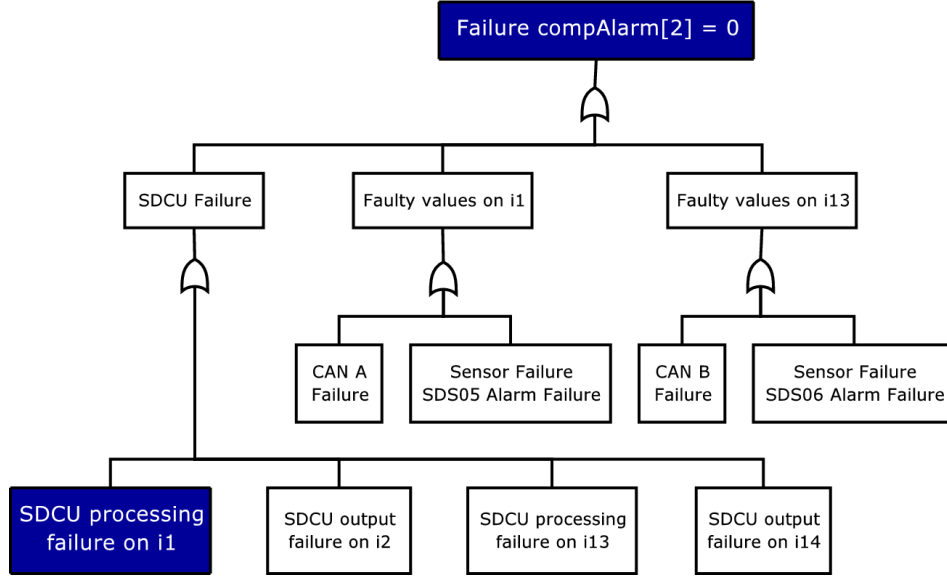 Failure compAlarm[2] = 0
SDCU Failure
Faulty values on i1
Faulty values on i13
CAN A
Failure
Sensor Failure
SDS05 Alarm Failure
CAN B
Failure
Sensor Failure
SDS06 Alarm Failure
SDCU processing
failure on i1
SDCU output
failure on i2
SDCU processing
failure on i13
SDCU output
failure on i14